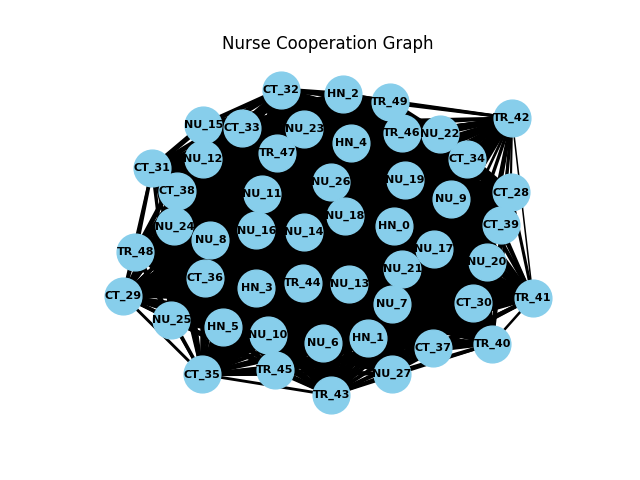 Nurse Cooperation Graph
CT_32
HN_2
TR_49
TR_42
NU_15
CT_33
NU_23
TR_46
NU_22
HN_4
TR_47
NU_12
CT_34
CT_31
NU_26
NU_19
CT_38
NU_11
NU_9
CT_28
NU_18
NU_24
HN_0
CT_39
NU_16
NU_14
NU_8
NU_17
TR_48
NU_20
NU_21
CT_36
TR_44
NU_13
HN_3
CT_29
TR_41
NU_7
CT_30
NU_25
HN_5
NU_10
HN_1
NU_6
TR_40
CT_37
TR_45
CT_35
NU_27
TR_43